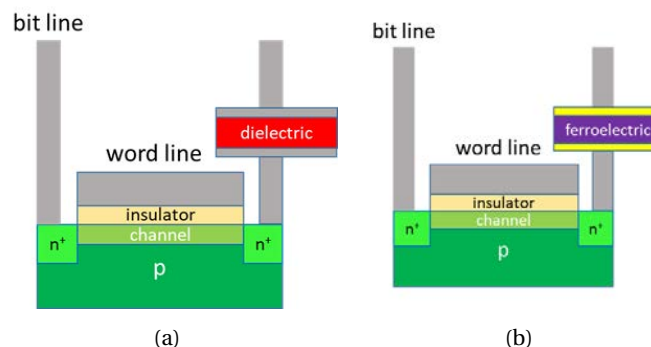 bit line
dielectric
word line
insulator
channel
n⁺
n⁺
p
(a)
(b)
bit line
ferroelectric
word line
insulator
channel
n⁺
n⁺
p